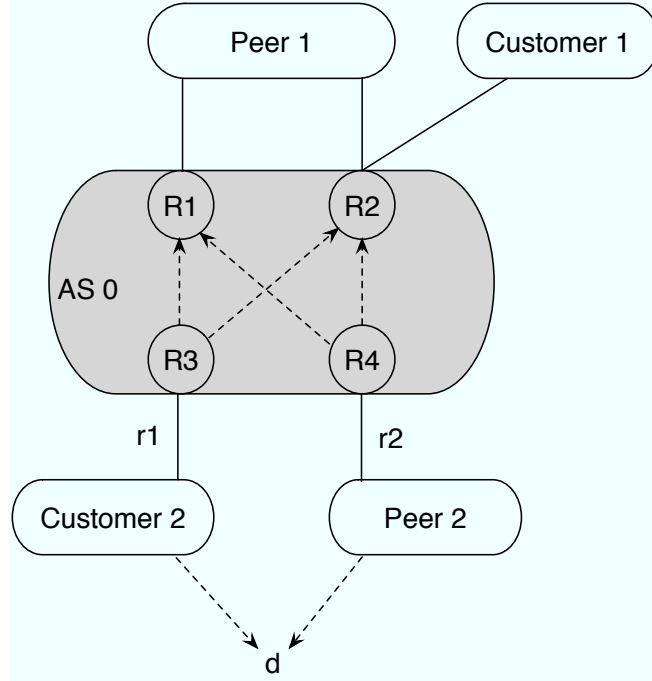 Peer 1
Customer 1
R1
R2
AS 0
R3
R4
r1
r2
Customer 2
Peer 2
d